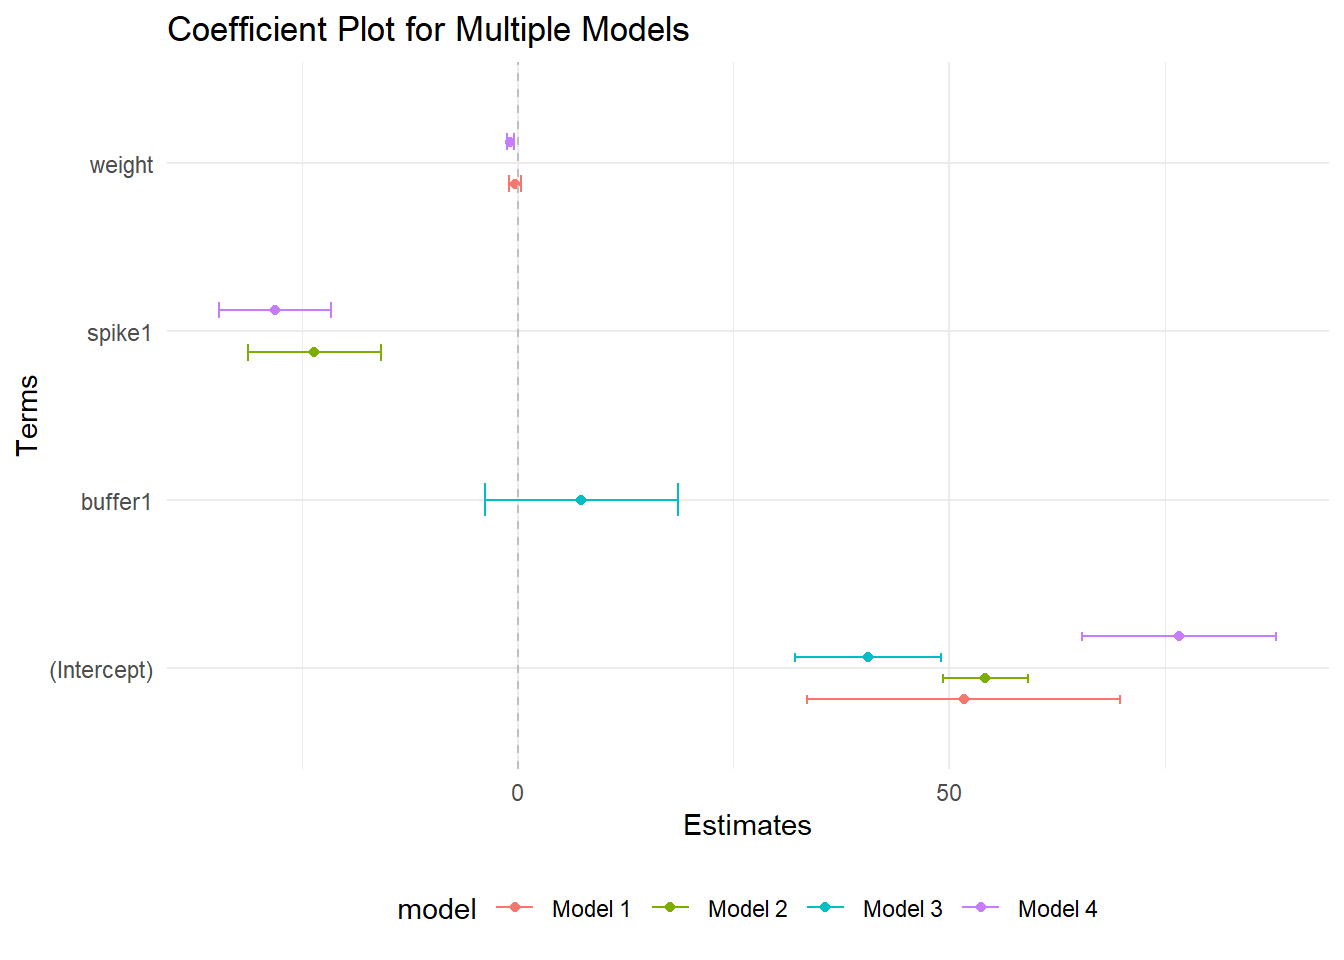 Coefficient Plot for Multiple Models
weight
spike1
buffer1
(Intercept)
Terms
0 50
Estimates
model Model 1 Model 2 Model 3 Model 4